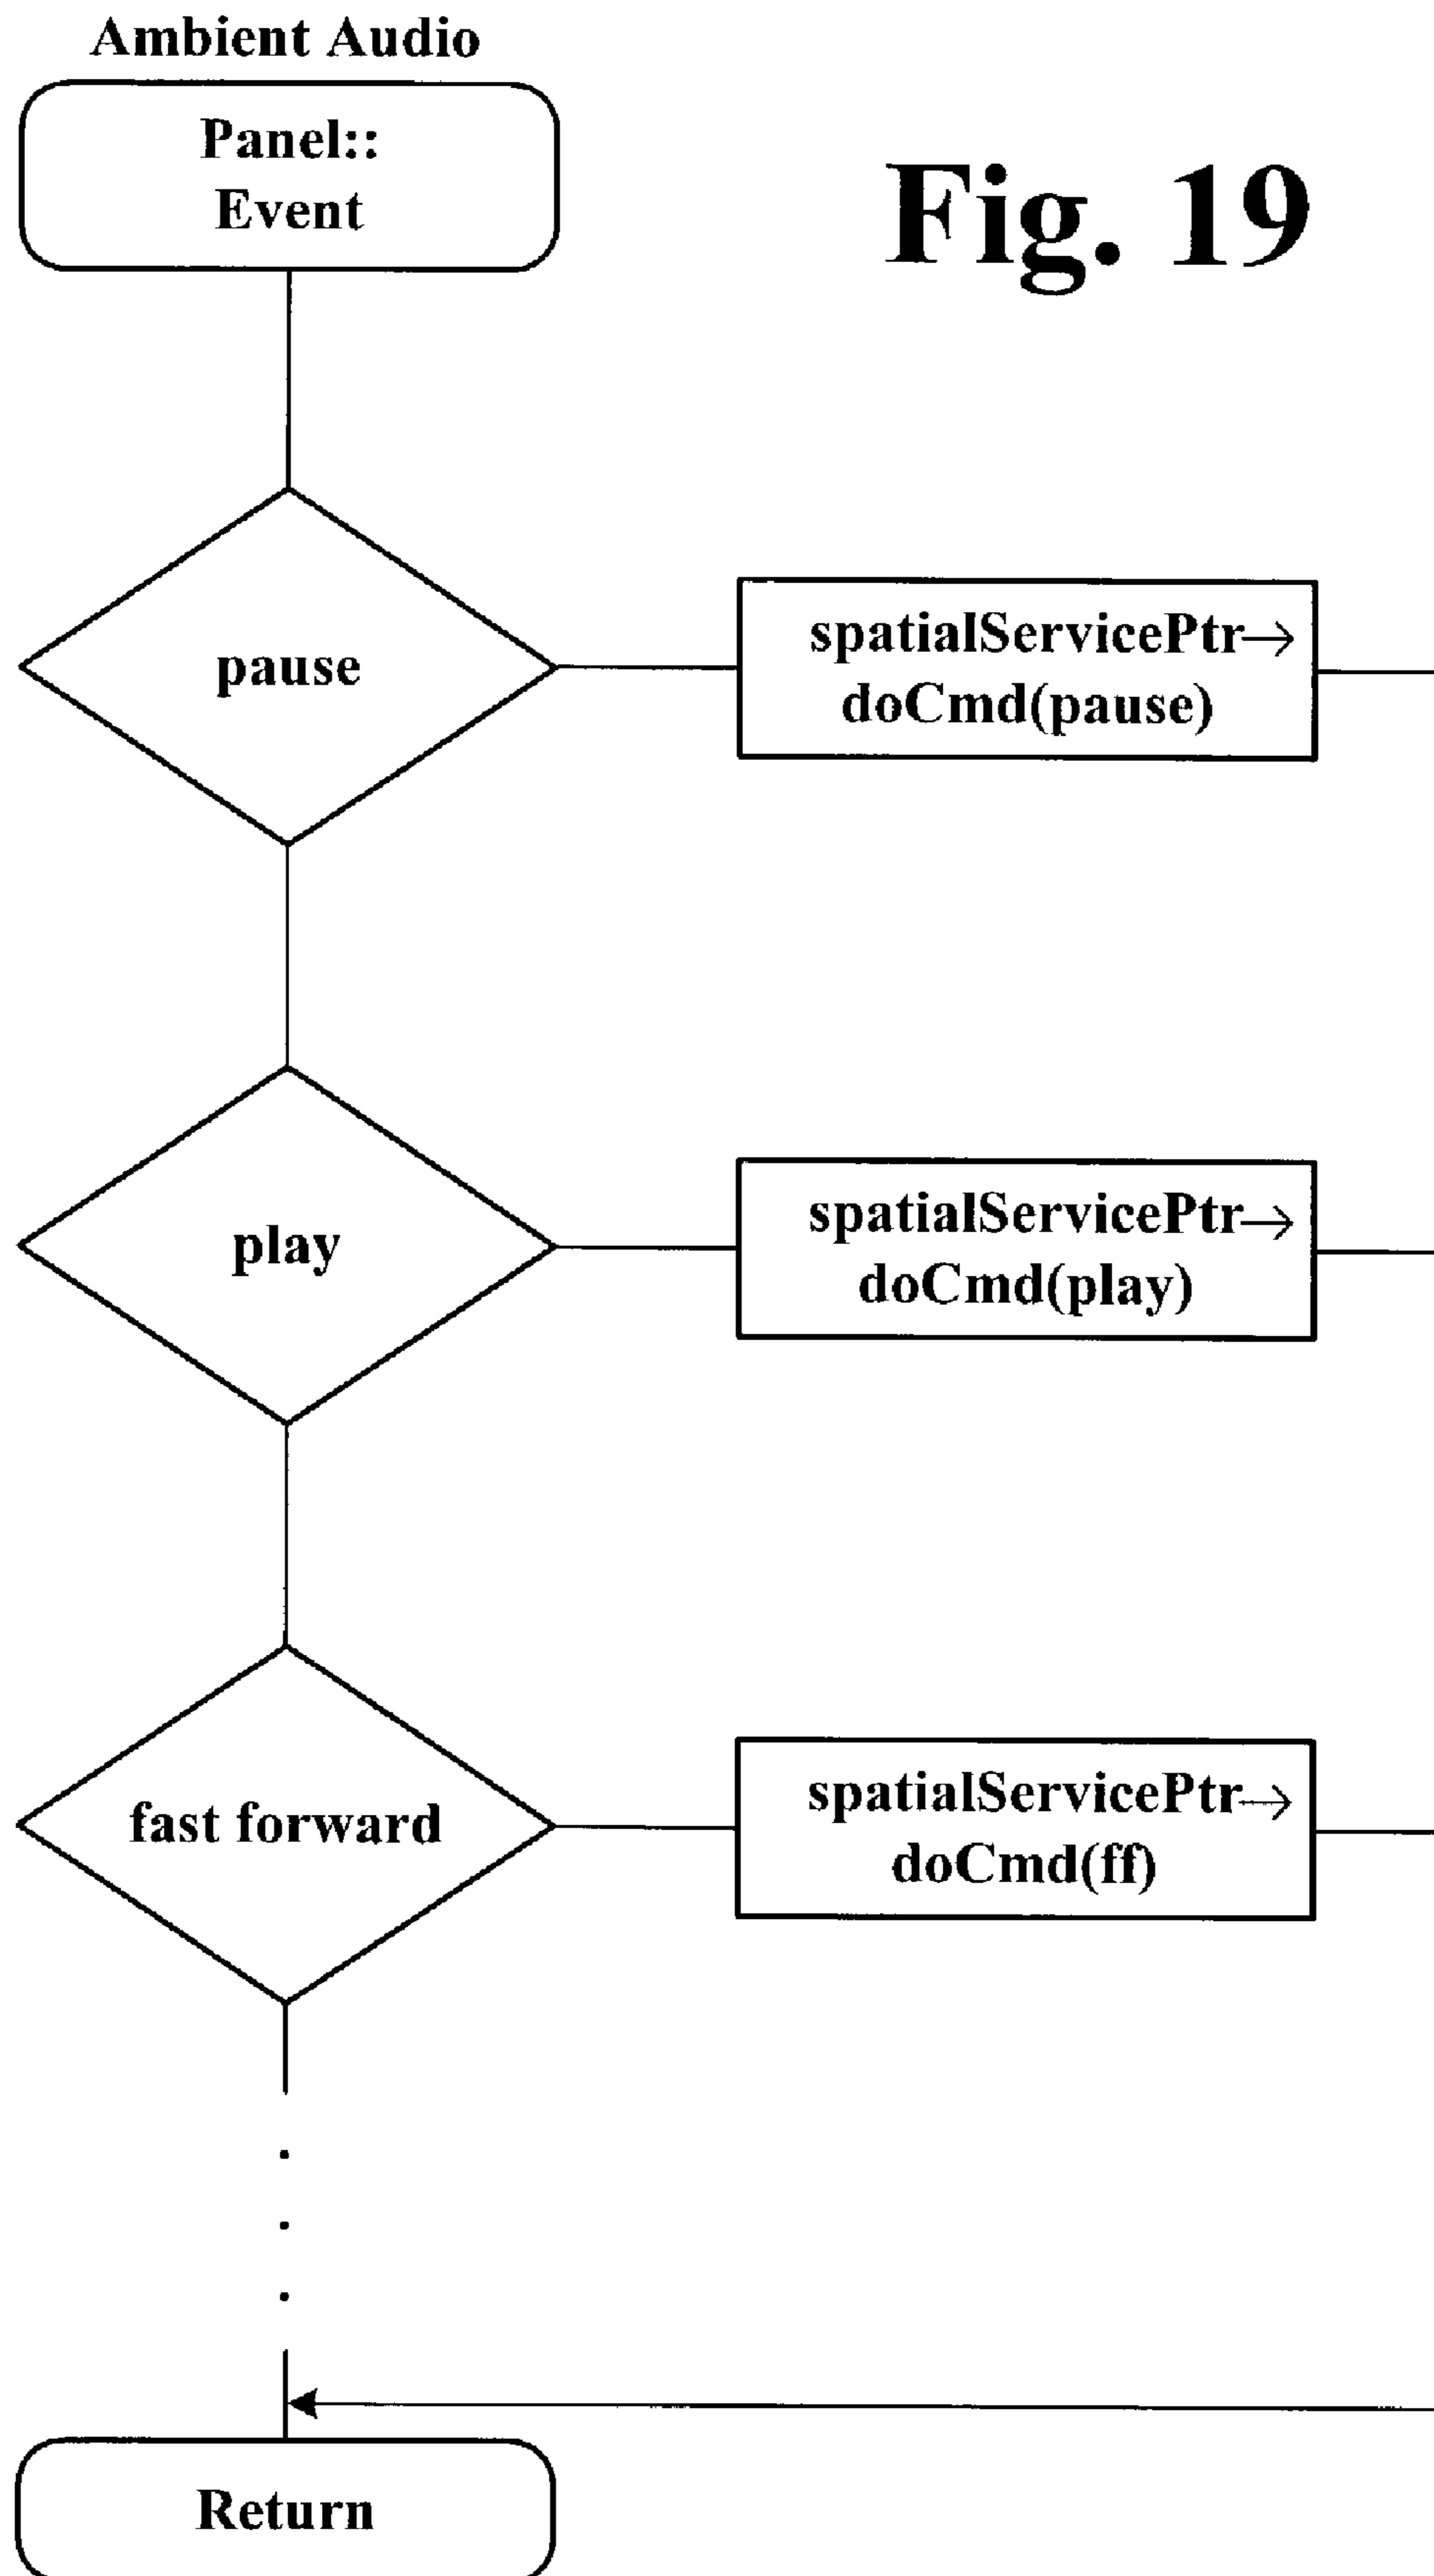 Ambient Audio
Panel::
Event
Fig. 19
pause
spatialServicePtr→
doCmd(pause)
play
spatialServicePtr→
doCmd(play)
fast forward
spatialServicePtr→
doCmd(ff)
.
.
.
Return